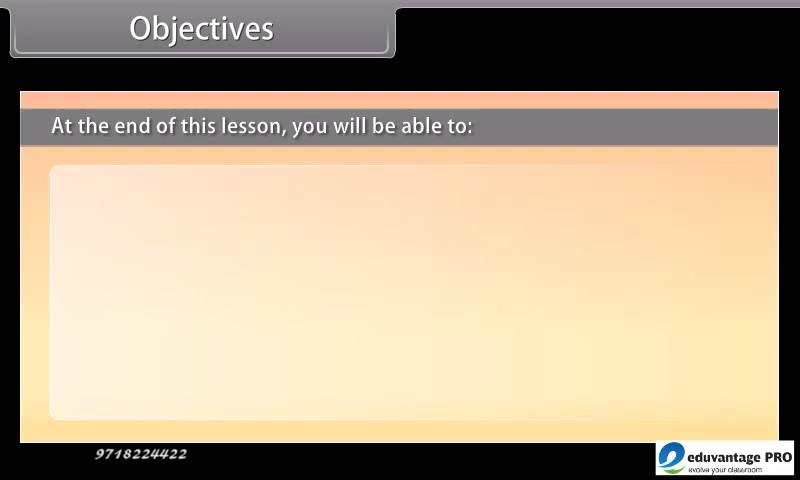 Objectives
At the end of this lesson, you will be able to:
9718224422
eduvantage PRO
evolve your classroom